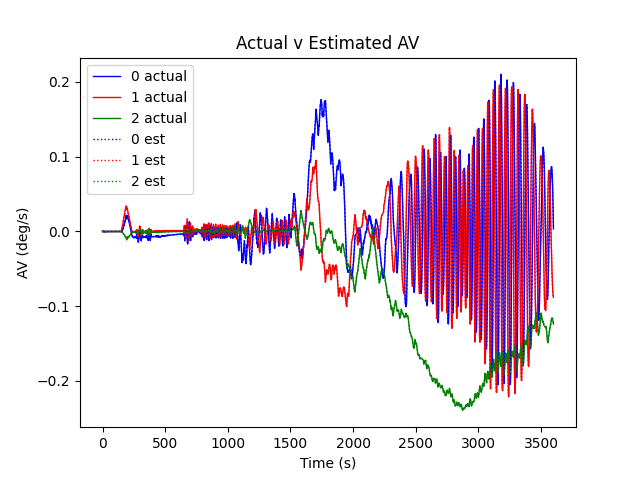 Actual v Estimated AV
0 actual
1 actual
2 actual
0 est
1 est
2 est
AV (deg/s)
0.2
0.1
0.0
−0.1
−0.2
0 500 1000 1500 2000 2500 3000 3500
Time (s)